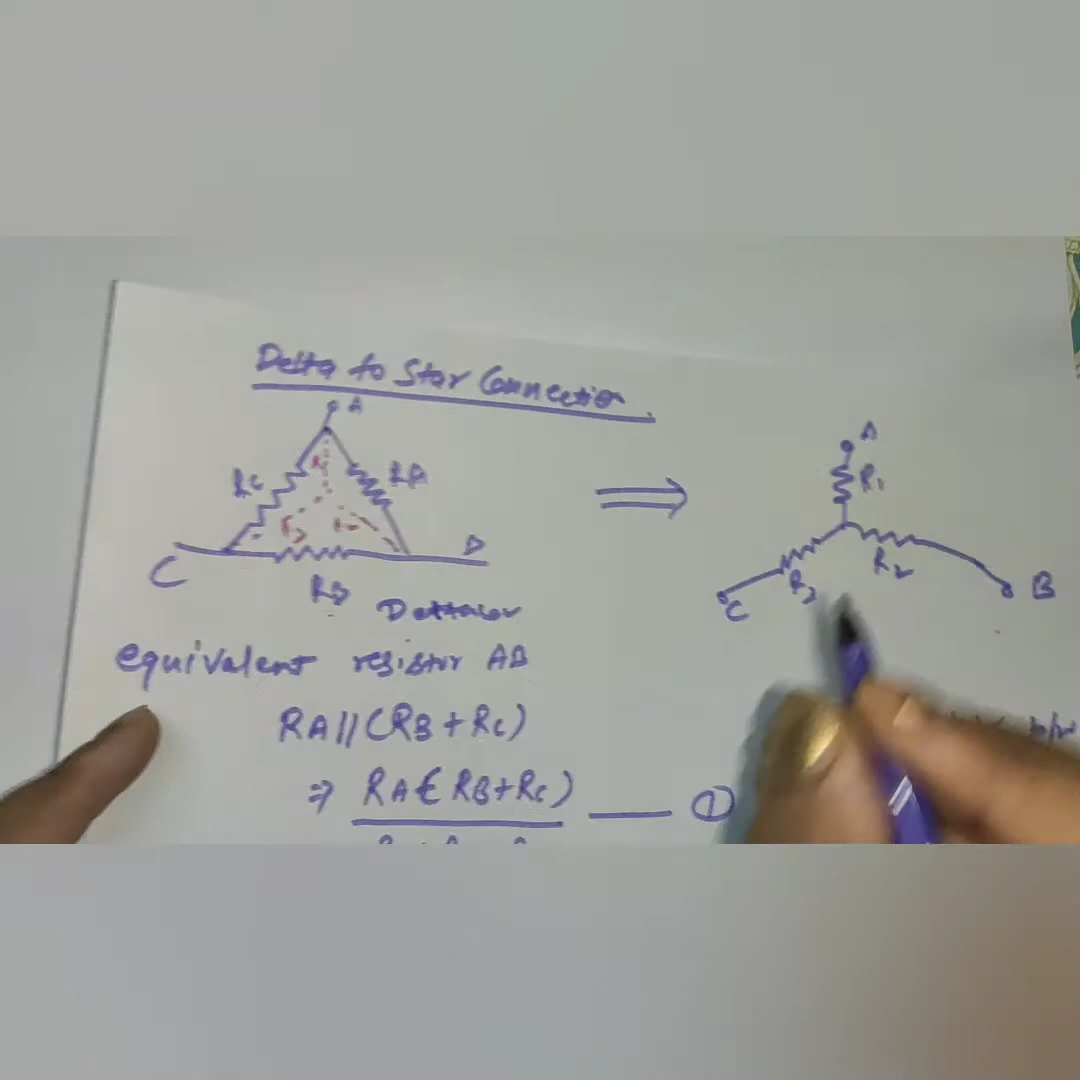 Delta to Star Connection
A
A
RC
RA
R1
R1
C
B
RB
R3
R2
C
B
equivalent resistor AB
RA||(RB+RC)
⇒ RA(RB+RC) —— ①